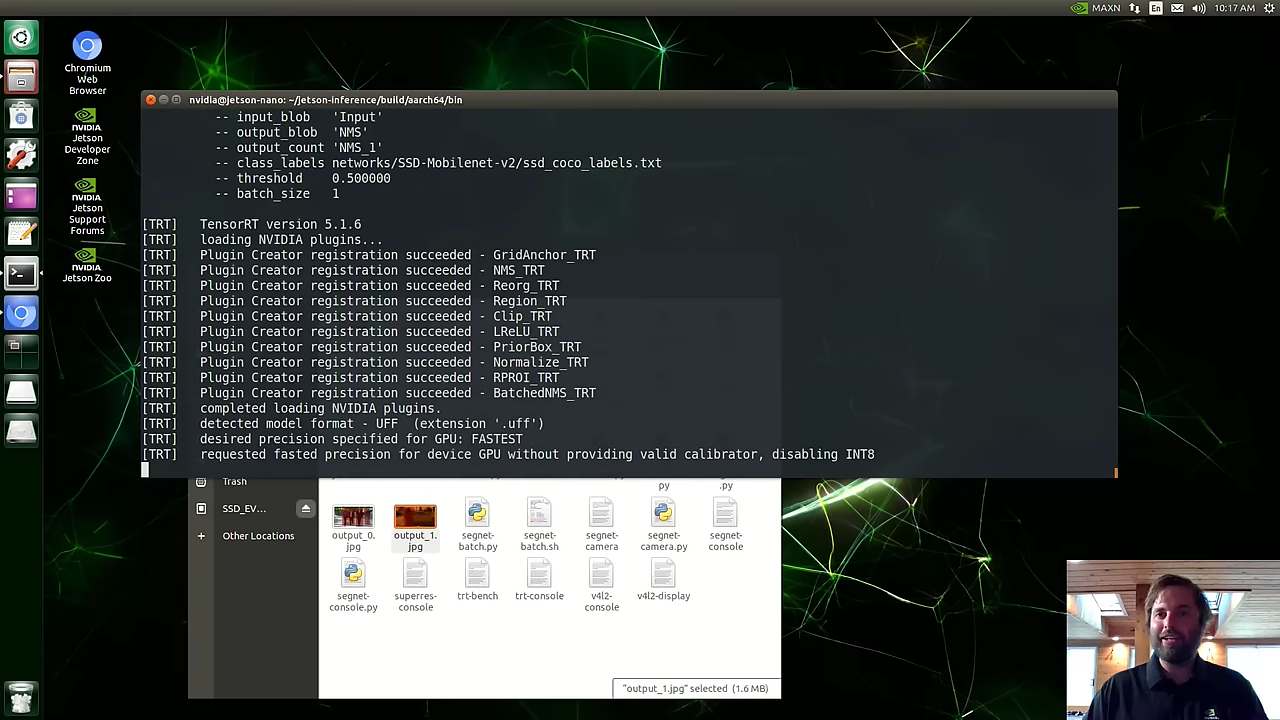 MAXN
En
10:17 AM
Chromium
Web
Browser
NVIDIA.
NVIDIA
Jetson
Developer
Zone
NVIDIA.
NVIDIA
Jetson
Support
Forums
NVIDIA.
NVIDIA
Jetson Zoo
nvidia@jetson-nano: ~/jetson-inference/build/aarch64/bin
-- input_blob 'Input'
-- output_blob 'NMS'
-- output_count 'NMS_1'
-- class_labels networks/SSD-Mobilenet-v2/ssd_coco_labels.txt
-- threshold 0.500000
-- batch_size 1
[TRT] TensorRT version 5.1.6
[TRT] loading NVIDIA plugins...
[TRT] Plugin Creator registration succeeded - GridAnchor_TRT
[TRT] Plugin Creator registration succeeded - NMS_TRT
[TRT] Plugin Creator registration succeeded - Reorg_TRT
[TRT] Plugin Creator registration succeeded - Region_TRT
[TRT] Plugin Creator registration succeeded - Clip_TRT
[TRT] Plugin Creator registration succeeded - LReLU_TRT
[TRT] Plugin Creator registration succeeded - PriorBox_TRT
[TRT] Plugin Creator registration succeeded - Normalize_TRT
[TRT] Plugin Creator registration succeeded - RPROI_TRT
[TRT] Plugin Creator registration succeeded - BatchedNMS_TRT
[TRT] completed loading NVIDIA plugins.
[TRT] detected model format - UFF (extension '.uff')
[TRT] desired precision specified for GPU: FASTEST
[TRT] requested fasted precision for device GPU without providing valid calibrator, disabling INT8
Trash
SSD_EV...
Other Locations
py
.py
output_0.
jpg
output_1.
jpg
segnet-
batch.py
segnet-
batch.sh
segnet-
camera
segnet-
camera.py
segnet-
console
segnet-
console.py
superres-
console
trt-bench
trt-console
v4l2-
console
v4l2-display
"output_1.jpg" selected (1.6 MB)